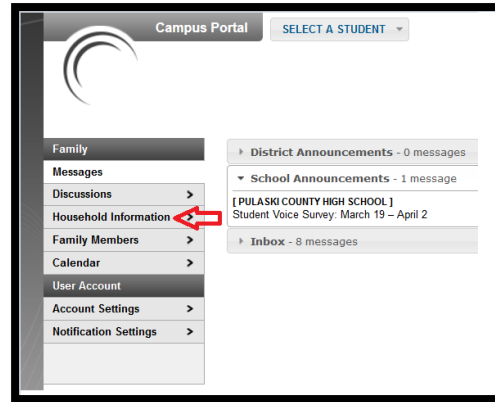 Campus Portal
SELECT A STUDENT
Family
Messages
Discussions
Household Information
Family Members
Calendar
User Account
Account Settings
Notification Settings
District Announcements - 0 messages
School Announcements - 1 message
[ PULASKI COUNTY HIGH SCHOOL ]
Student Voice Survey: March 19 – April 2
Inbox - 8 messages